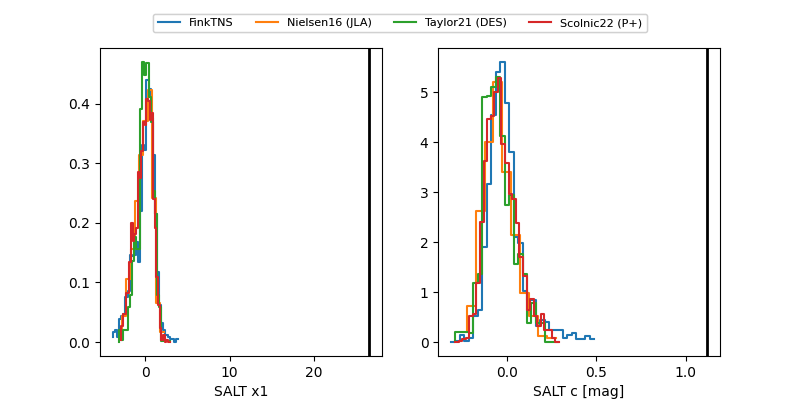 FinkTNS Nielsen16 (JLA) Taylor21 (DES) Scolnic22 (P+)
0.4
0.3
0.2
0.1
0.0
0 10 20
SALT x1
5
4
3
2
1
0
0.0 0.5 1.0
SALT c [mag]